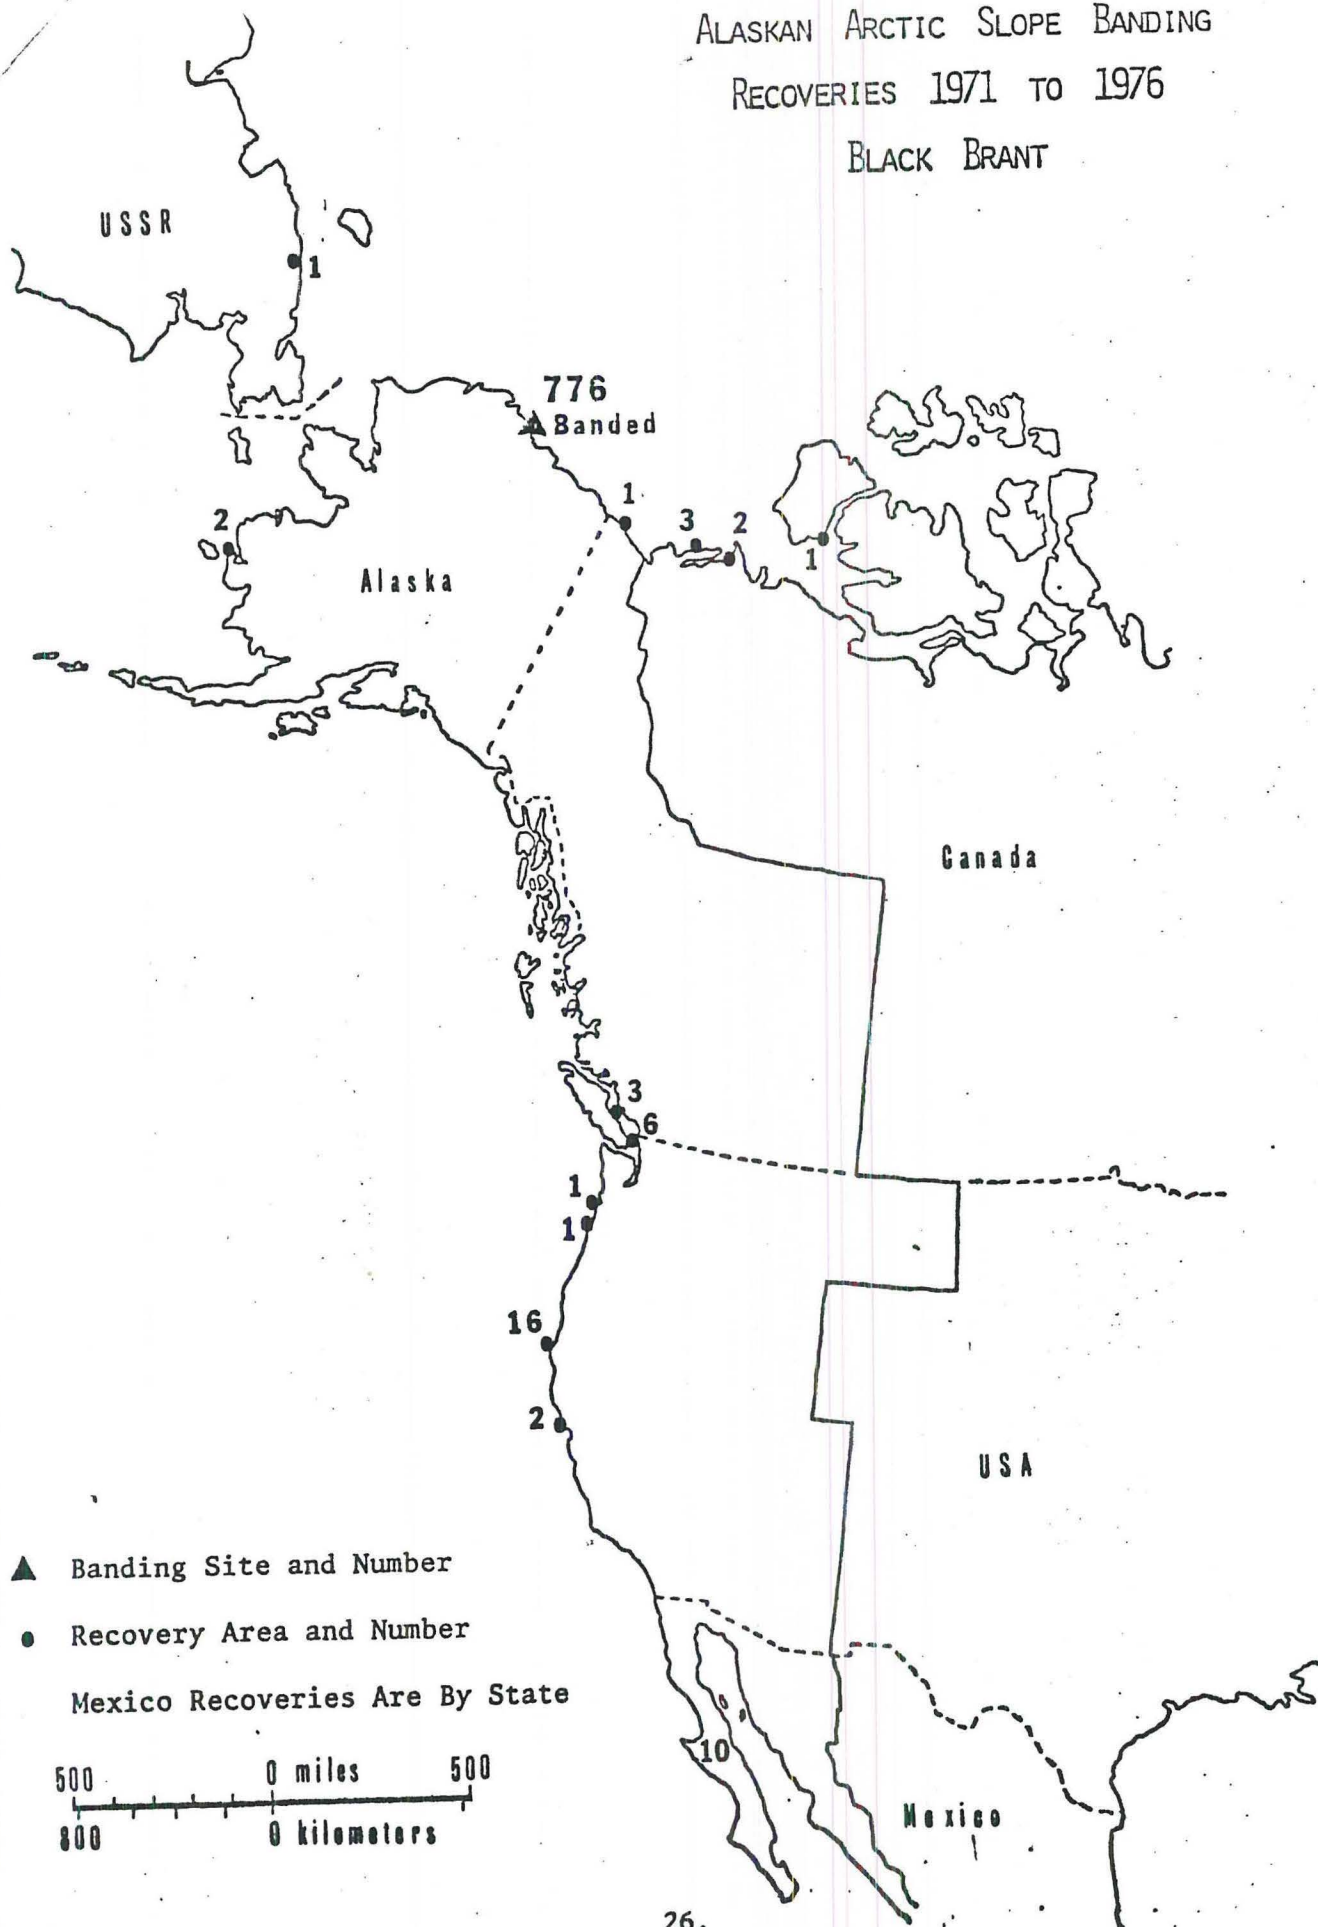 ALASKAN ARCTIC SLOPE BANDING
RECOVERIES 1971 TO 1976
BLACK BRANT
USSR
1
776
Banded
1
3
2
1
2
Alaska
Canada
3
6
1
1
16
2
USA
Banding Site and Number
Recovery Area and Number
Mexico Recoveries Are By State
10
500 0 miles 500
800 0 kilometers
Mexico
26.